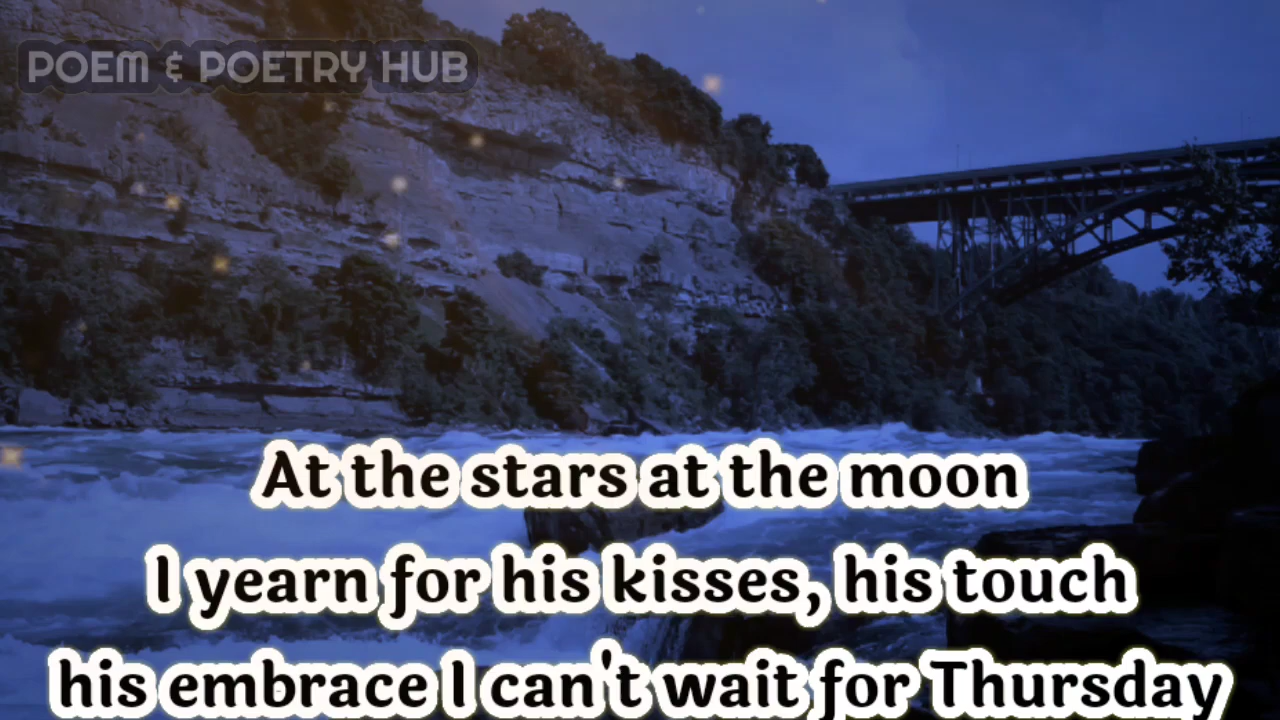 POEM & POETRY HUB
At the stars at the moon
I yearn for his kisses, his touch
his embrace I can't wait for Thursday